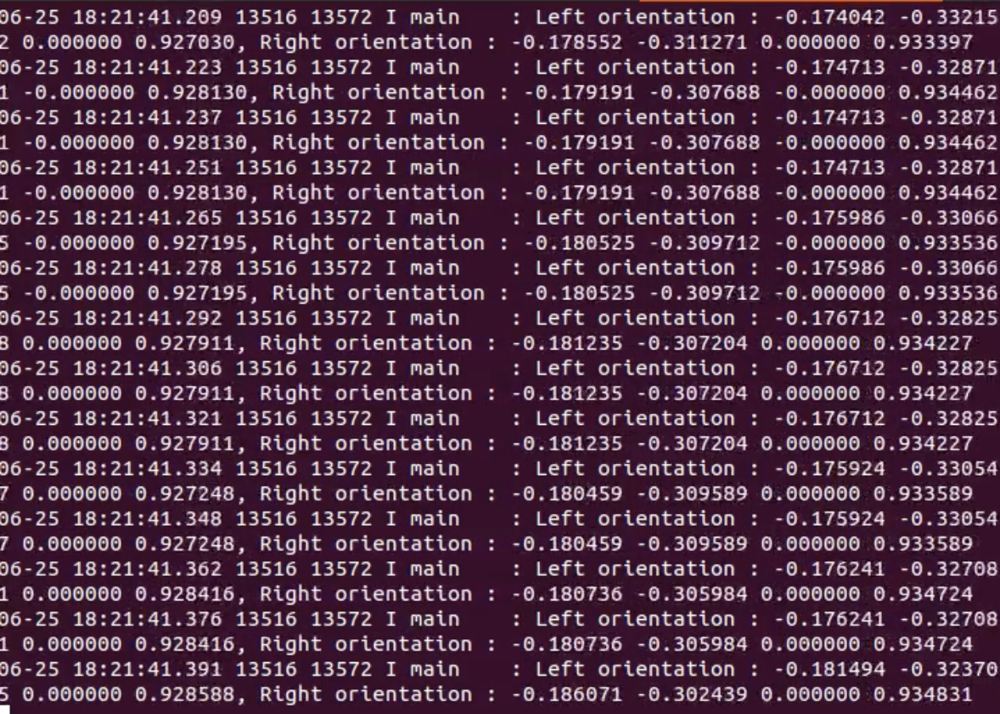 06-25 18:21:41.209 13516 13572 I main    : Left orientation : -0.174042 -0.33215
2 0.000000 0.927030, Right orientation : -0.178552 -0.311271 0.000000 0.933397
06-25 18:21:41.223 13516 13572 I main    : Left orientation : -0.174713 -0.32871
1 -0.000000 0.928130, Right orientation : -0.179191 -0.307688 -0.000000 0.934462
06-25 18:21:41.237 13516 13572 I main    : Left orientation : -0.174713 -0.32871
1 -0.000000 0.928130, Right orientation : -0.179191 -0.307688 -0.000000 0.934462
06-25 18:21:41.251 13516 13572 I main    : Left orientation : -0.174713 -0.32871
1 -0.000000 0.928130, Right orientation : -0.179191 -0.307688 -0.000000 0.934462
06-25 18:21:41.265 13516 13572 I main    : Left orientation : -0.175986 -0.33066
5 -0.000000 0.927195, Right orientation : -0.180525 -0.309712 -0.000000 0.933536
06-25 18:21:41.278 13516 13572 I main    : Left orientation : -0.175986 -0.33066
5 -0.000000 0.927195, Right orientation : -0.180525 -0.309712 -0.000000 0.933536
06-25 18:21:41.292 13516 13572 I main    : Left orientation : -0.176712 -0.32825
8 0.000000 0.927911, Right orientation : -0.181235 -0.307204 0.000000 0.934227
06-25 18:21:41.306 13516 13572 I main    : Left orientation : -0.176712 -0.32825
8 0.000000 0.927911, Right orientation : -0.181235 -0.307204 0.000000 0.934227
06-25 18:21:41.321 13516 13572 I main    : Left orientation : -0.176712 -0.32825
8 0.000000 0.927911, Right orientation : -0.181235 -0.307204 0.000000 0.934227
06-25 18:21:41.334 13516 13572 I main    : Left orientation : -0.175924 -0.33054
7 0.000000 0.927248, Right orientation : -0.180459 -0.309589 0.000000 0.933589
06-25 18:21:41.348 13516 13572 I main    : Left orientation : -0.175924 -0.33054
7 0.000000 0.927248, Right orientation : -0.180459 -0.309589 0.000000 0.933589
06-25 18:21:41.362 13516 13572 I main    : Left orientation : -0.176241 -0.32708
1 0.000000 0.928416, Right orientation : -0.180736 -0.305984 0.000000 0.934724
06-25 18:21:41.376 13516 13572 I main    : Left orientation : -0.176241 -0.32708
1 0.000000 0.928416, Right orientation : -0.180736 -0.305984 0.000000 0.934724
06-25 18:21:41.391 13516 13572 I main    : Left orientation : -0.181494 -0.32370
5 0.000000 0.928588, Right orientation : -0.186071 -0.302439 0.000000 0.934831